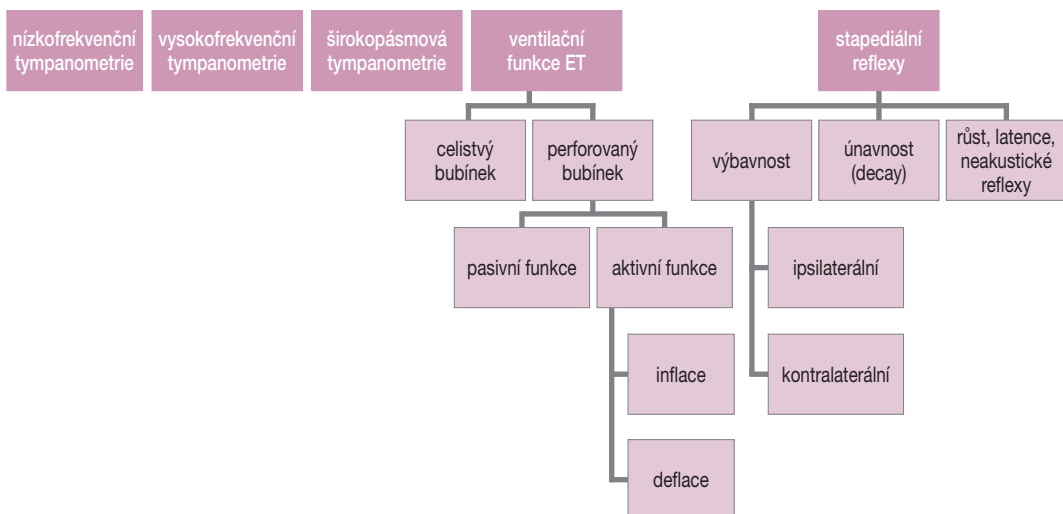 nízkofrekvenční
tympanometrie
vysokofrekvenční
tympanometrie
širokopásmová
tympanometrie
ventilační
funkce ET
stapediální
reflexy
celistvý
bubínek
perforovaný
bubínek
výbavnost
únavnost
(decay)
růst, latence,
neakustické
reflexy
pasivní funkce
aktivní funkce
ipsilaterální
inflace
kontralaterální
deflace